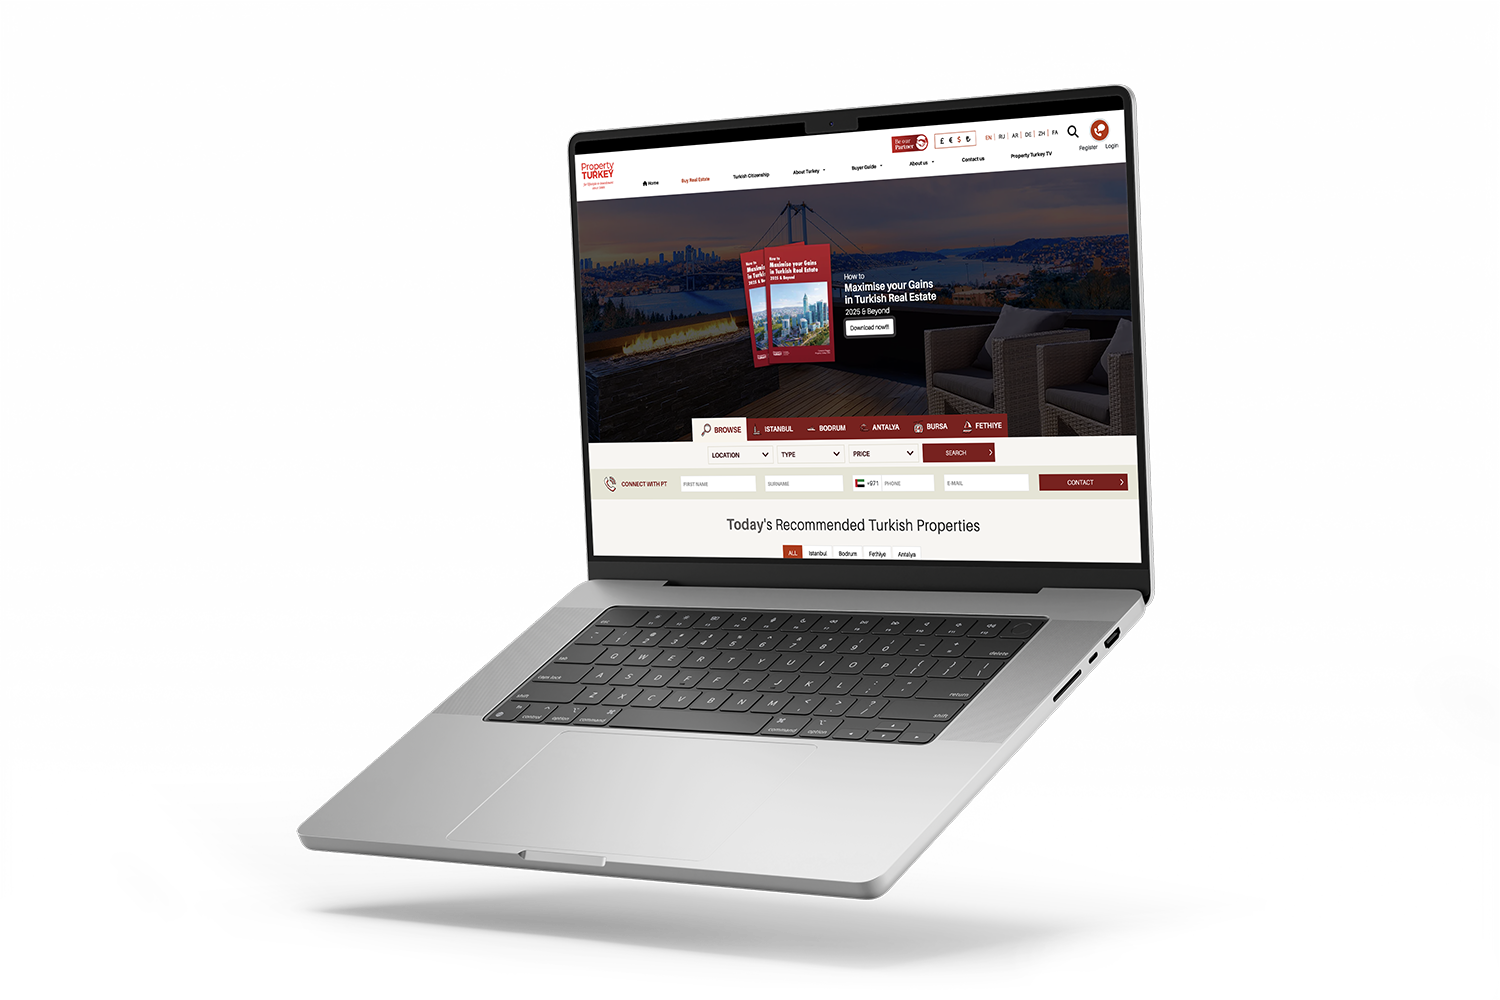 Be our
Partner
£ € $ ₺
EN | RU | AR | DE | ZH | FA
Register Login
Property
TURKEY
Home
Buy Real Estate
Turkish Citizenship
About Turkey
Buyer Guide
About us
Contact us
Property Turkey TV
How to
Maximise your Gains
in Turkish Real Estate
2025 & Beyond
How to
Maximise your Gains
in Turkish Real Estate
2025 & Beyond
Download now!!!
BROWSE ISTANBUL BODRUM ANTALYA BURSA FETHIYE
LOCATION TYPE PRICE SEARCH
CONNECT WITH PT FIRST NAME SURNAME +971 PHONE E-MAIL CONTACT
Today's Recommended Turkish Properties
ALL Istanbul Bodrum Fethiye Antalya
esc
delete
tab Q W E R T Y U I O P
caps lock A S D F G H J K L
return
shift Z X C V B N M shift
control option command command option